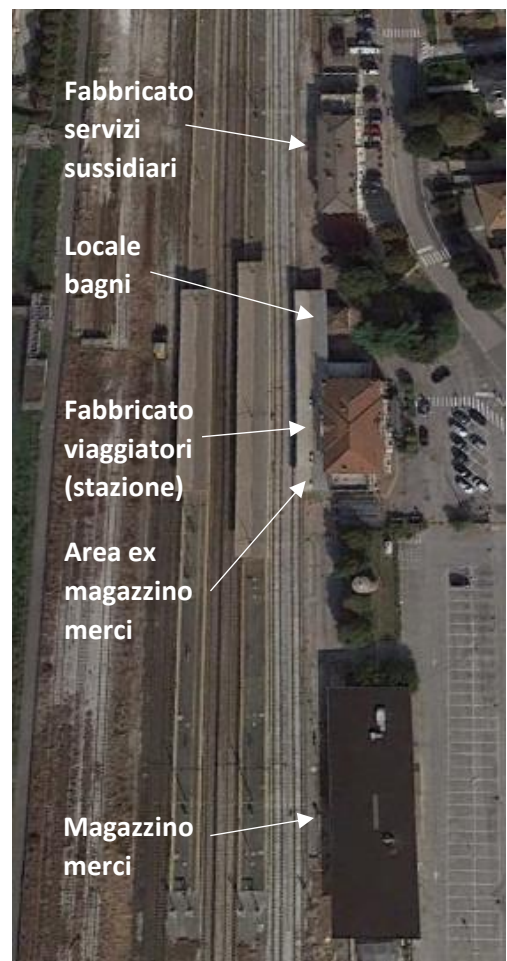 Fabbricato
servizi
sussidiari
Locale
bagni
Fabbricato
viaggiatori
(stazione)
Area ex
magazzino
merci
Magazzino
merci